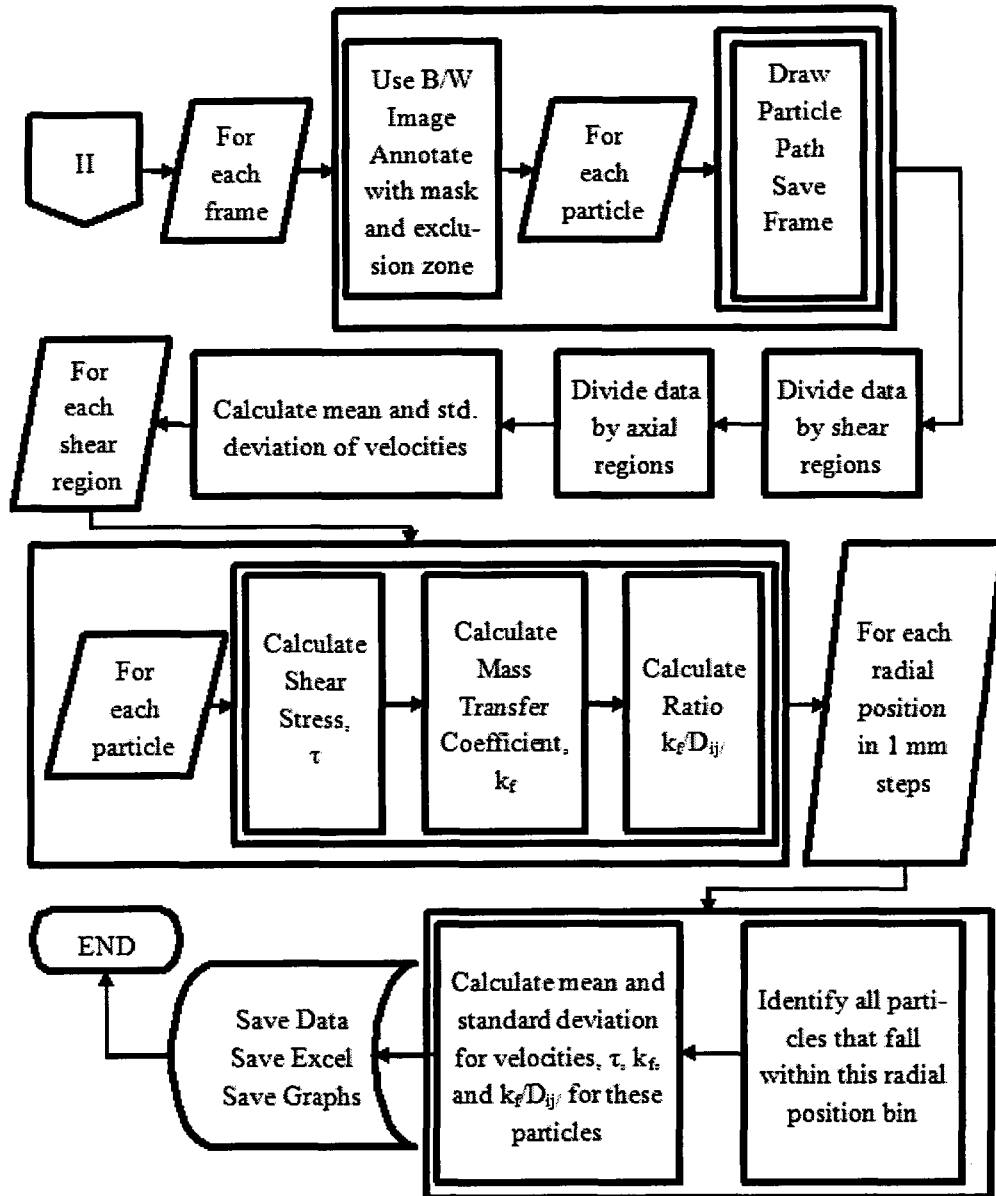 II
For
each
frame
Use B/W
Image
Annotate
with mask
and exclu-
sion zone
For
each
particle
Draw
Particle
Path
Save
Frame
Divide data
by shear
regions
Divide data
by axial
regions
Calculate mean and std.
deviation of velocities
For
each
shear
region
For
each
particle
Calculate
Shear
Stress,
τ
Calculate
Mass
Transfer
Coefficient,
kf
Calculate
Ratio
kf/Dij/
For each
radial
position
in 1 mm
steps
Identify all parti-
cles that fall
within this radial
position bin
Calculate mean and
standard deviation
for velocities, τ, kf,
and kf/Dij/ for these
particles
Save Data
Save Excel
Save Graphs
END